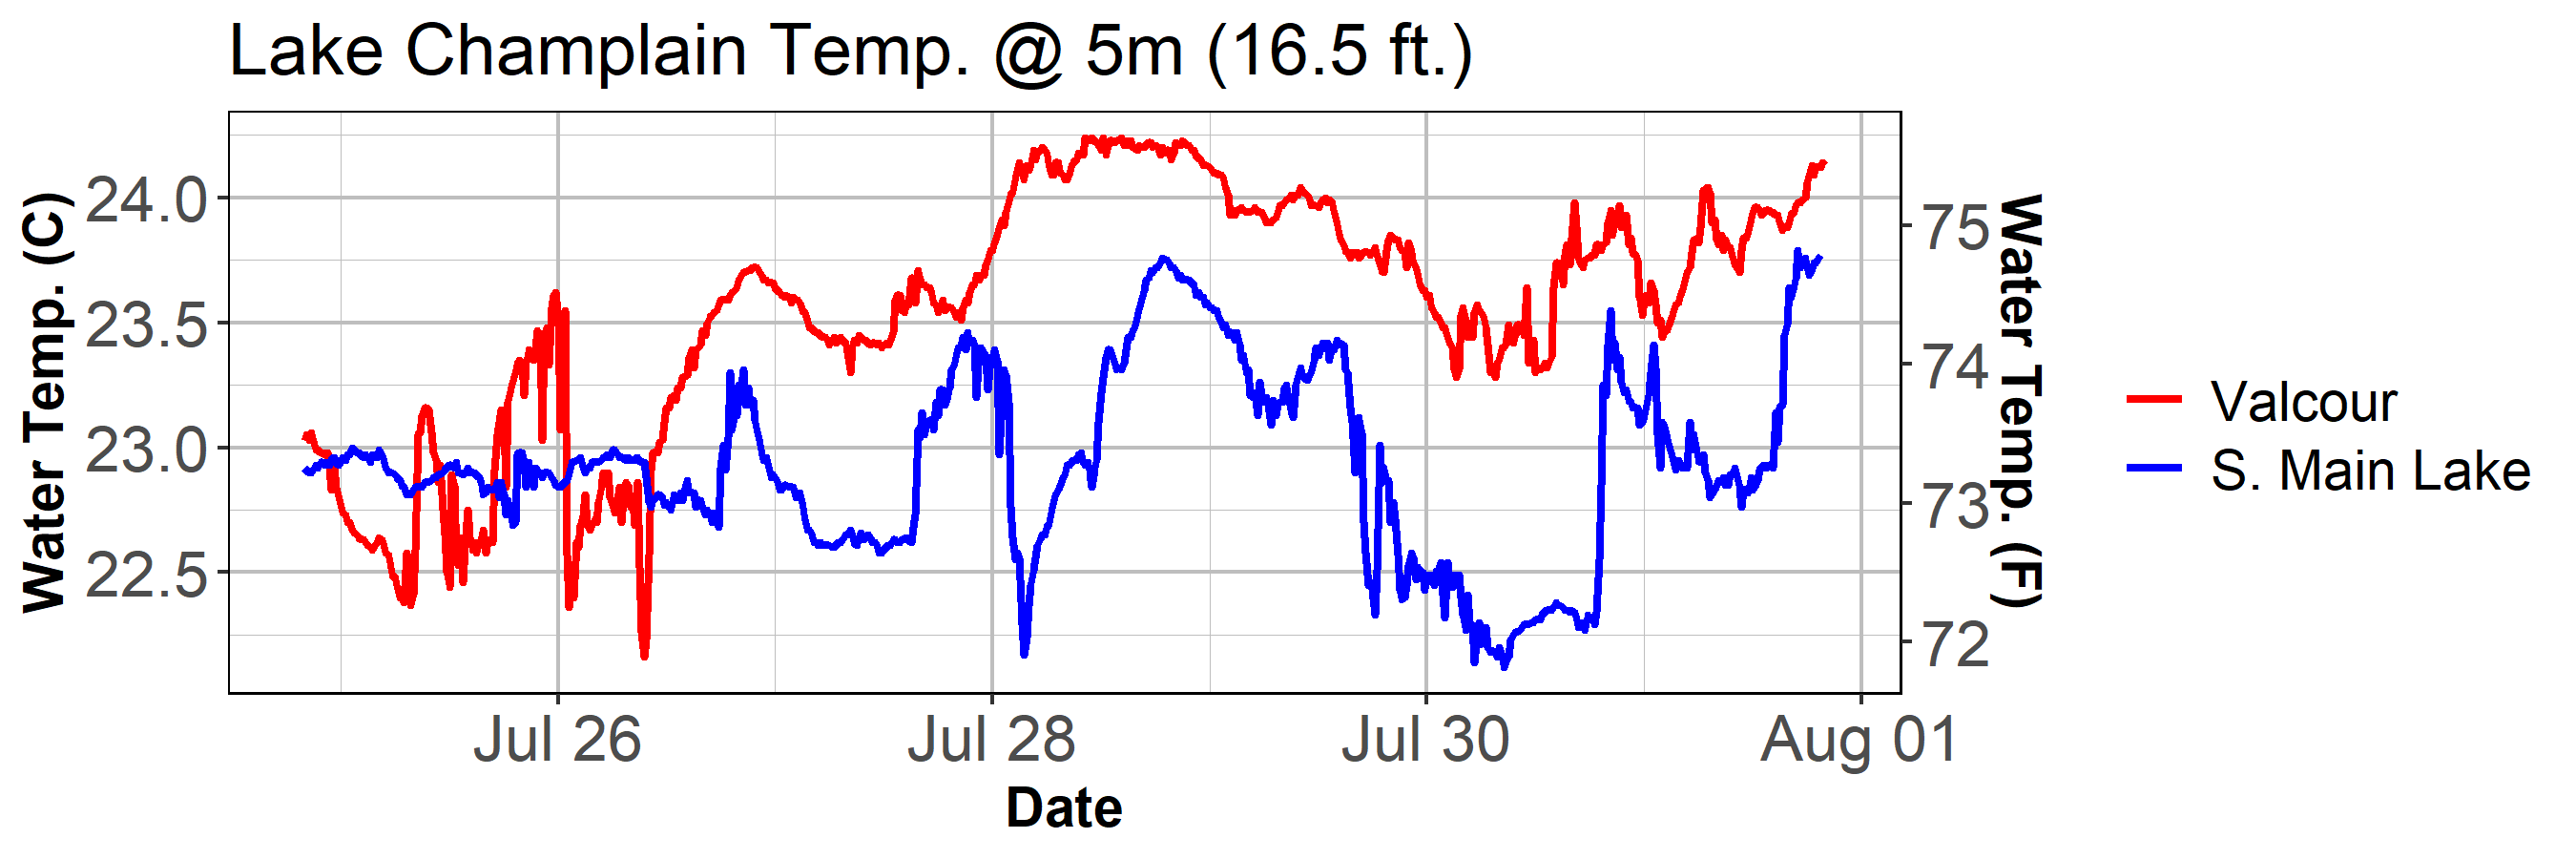 Lake Champlain Temp. @ 5m (16.5 ft.)
Water Temp. (C)
24.0
23.5
23.0
22.5
75
74
73
72
Water Temp. (F)
Jul 26
Jul 28
Jul 30
Aug 01
Date
Valcour
S. Main Lake